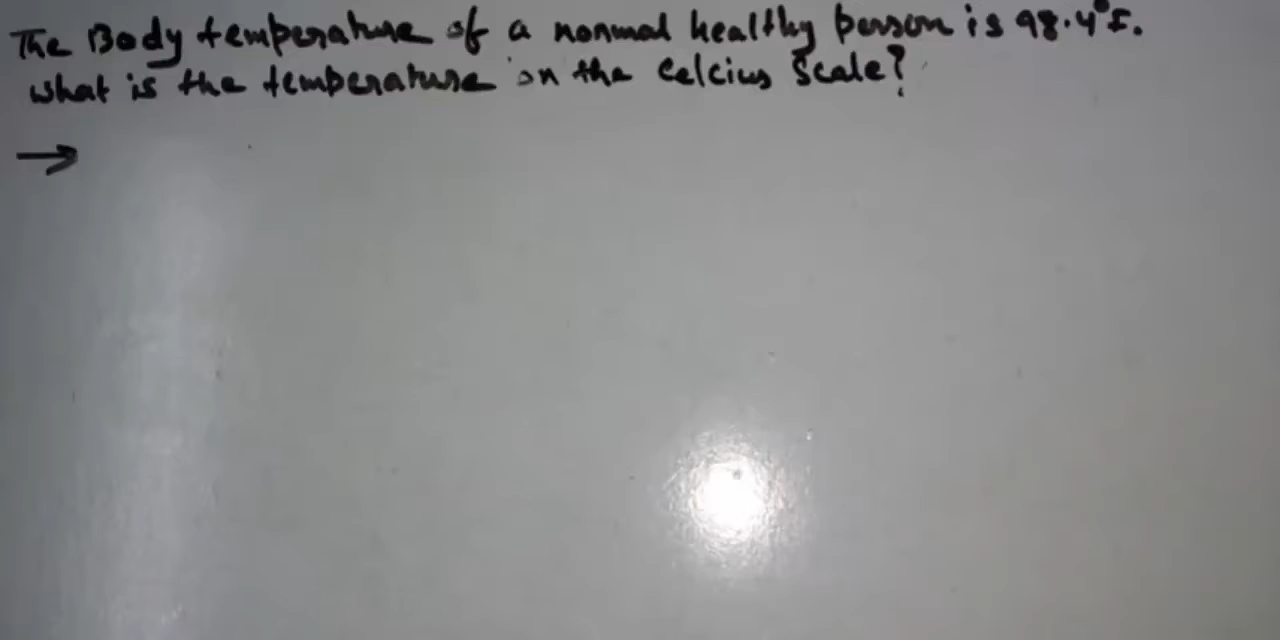 The Body temperature of a normal healthy person is 98.4°F.
what is the temperature on the Celcius Scale?
→